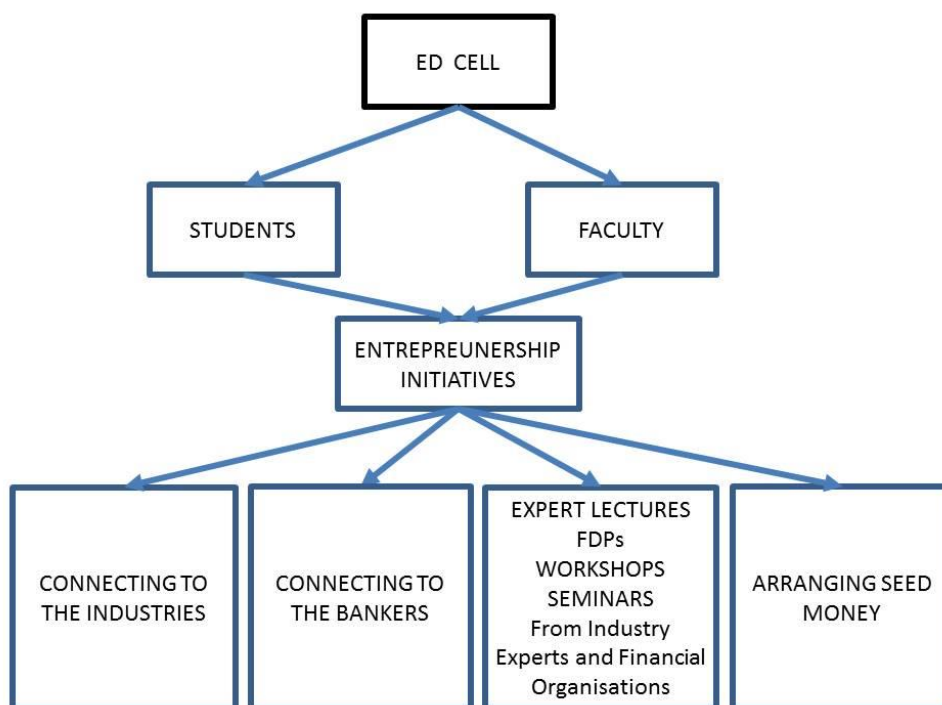 ED CELL
STUDENTS
FACULTY
ENTREPREUNERSHIP
INITIATIVES
CONNECTING TO
THE INDUSTRIES
CONNECTING TO
THE BANKERS
EXPERT LECTURES
FDPs
WORKSHOPS
SEMINARS
From Industry
Experts and Financial
Organisations
ARRANGING SEED
MONEY